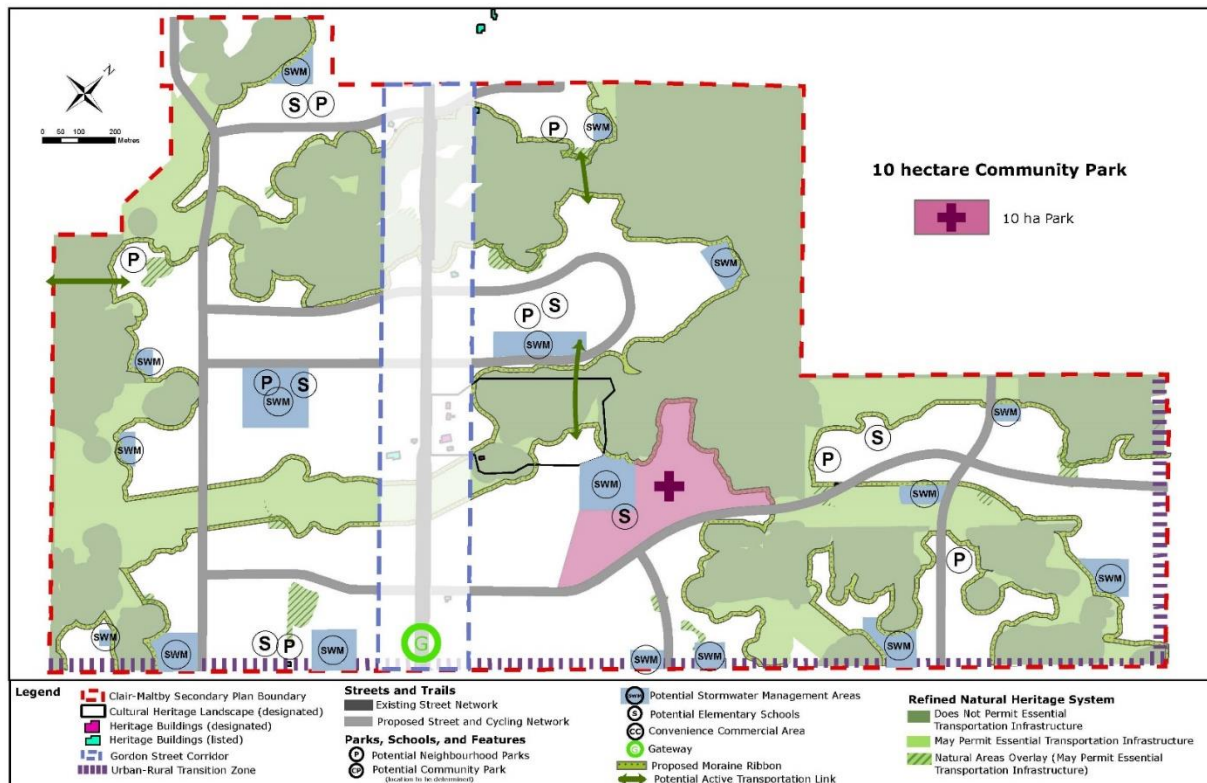 SWM
S P
P
SWM
N
0 50 100 200
Metres
10 hectare Community Park
10 ha Park
P
SWM
P S
SWM
SWM
P S
SWM
S
P
SWM
SWM
SWM
S
SWM
P
SWM
SWM
S P
SWM
SWM
G
SWM
SWM
SWM
Legend
Clair-Maltby Secondary Plan Boundary
Cultural Heritage Landscape (designated)
Heritage Buildings (designated)
Heritage Buildings (listed)
Gordon Street Corridor
Urban-Rural Transition Zone
Streets and Trails
Existing Street Network
Proposed Street and Cycling Network
Parks, Schools, and Features
P Potential Neighbourhood Parks
CP Potential Community Park
(location to be determined)
SWM Potential Stormwater Management Areas
S Potential Elementary Schools
CC Convenience Commercial Area
G Gateway
Proposed Moraine Ribbon
Potential Active Transportation Link
Refined Natural Heritage System
Does Not Permit Essential
Transportation Infrastructure
May Permit Essential Transportation Infrastructure
Natural Areas Overlay (May Permit Essential
Transportation Infrastructure)